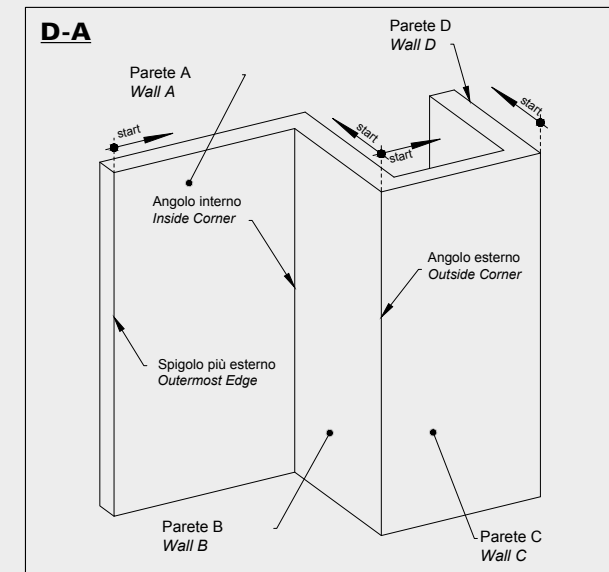 D-A
Parete D
Wall D
Parete A
Wall A
start
start
start
start
Angolo interno
Inside Corner
Angolo esterno
Outside Corner
Spigolo più esterno
Outermost Edge
Parete B
Wall B
Parete C
Wall C